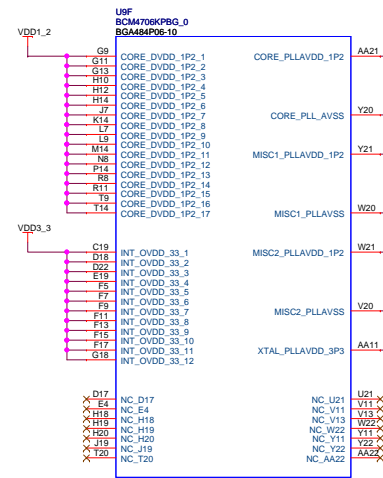 U9F
BCM4706KPBG_0
BGA484P06-10
VDD1_2
G9 CORE_DVDD_1P2_1 CORE_PLLAVDD_1P2 AA21
G11 CORE_DVDD_1P2_2
G13 CORE_DVDD_1P2_3
H10 CORE_DVDD_1P2_4
H12 CORE_DVDD_1P2_5
H14 CORE_DVDD_1P2_6
J7 CORE_DVDD_1P2_7 CORE_PLL_AVSS Y20
K14 CORE_DVDD_1P2_8
L7 CORE_DVDD_1P2_9
L9 CORE_DVDD_1P2_10
M14 CORE_DVDD_1P2_11 MISC1_PLLAVDD_1P2 Y21
N8 CORE_DVDD_1P2_12
P14 CORE_DVDD_1P2_13
R8 CORE_DVDD_1P2_14
R11 CORE_DVDD_1P2_15
T9 CORE_DVDD_1P2_16
T14 CORE_DVDD_1P2_17 MISC1_PLLAVSS W20
VDD3_3
C19 INT_OVDD_33_1 MISC2_PLLAVDD_1P2 W21
D18 INT_OVDD_33_2
D22 INT_OVDD_33_3
E19 INT_OVDD_33_4
F5 INT_OVDD_33_5
F7 INT_OVDD_33_6
F9 INT_OVDD_33_7 MISC2_PLLAVSS V20
F11 INT_OVDD_33_8
F13 INT_OVDD_33_9
F15 INT_OVDD_33_10
F17 INT_OVDD_33_11 XTAL_PLLAVDD_3P3 AA11
G18 INT_OVDD_33_12
D17 NC_D17 NC_U21 U21
E4 NC_E4 NC_V11 V11
H18 NC_H18 NC_V13 V13
H19 NC_H19 NC_W22 W22
H20 NC_H20 NC_Y11 Y11
J19 NC_J19 NC_Y22 Y22
T20 NC_T20 NC_AA22 AA22